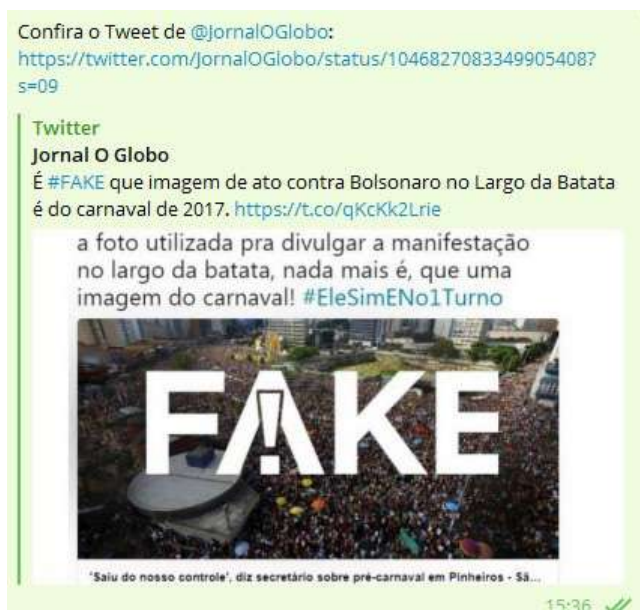 Confira o Tweet de @JornalOGlobo:
https://twitter.com/JornalOGlobo/status/1046827083349905408?
s=09
Twitter
Jornal O Globo
É #FAKE que imagem de ato contra Bolsonaro no Largo da Batata
é do carnaval de 2017. https://t.co/qKcKk2Lrie
a foto utilizada pra divulgar a manifestação
no largo da batata, nada mais é, que uma
imagem do carnaval! #EleSimENo1Turno
FAKE
'Saiu do nosso controle', diz secretário sobre pré-carnaval em Pinheiros - Sã...
15:36